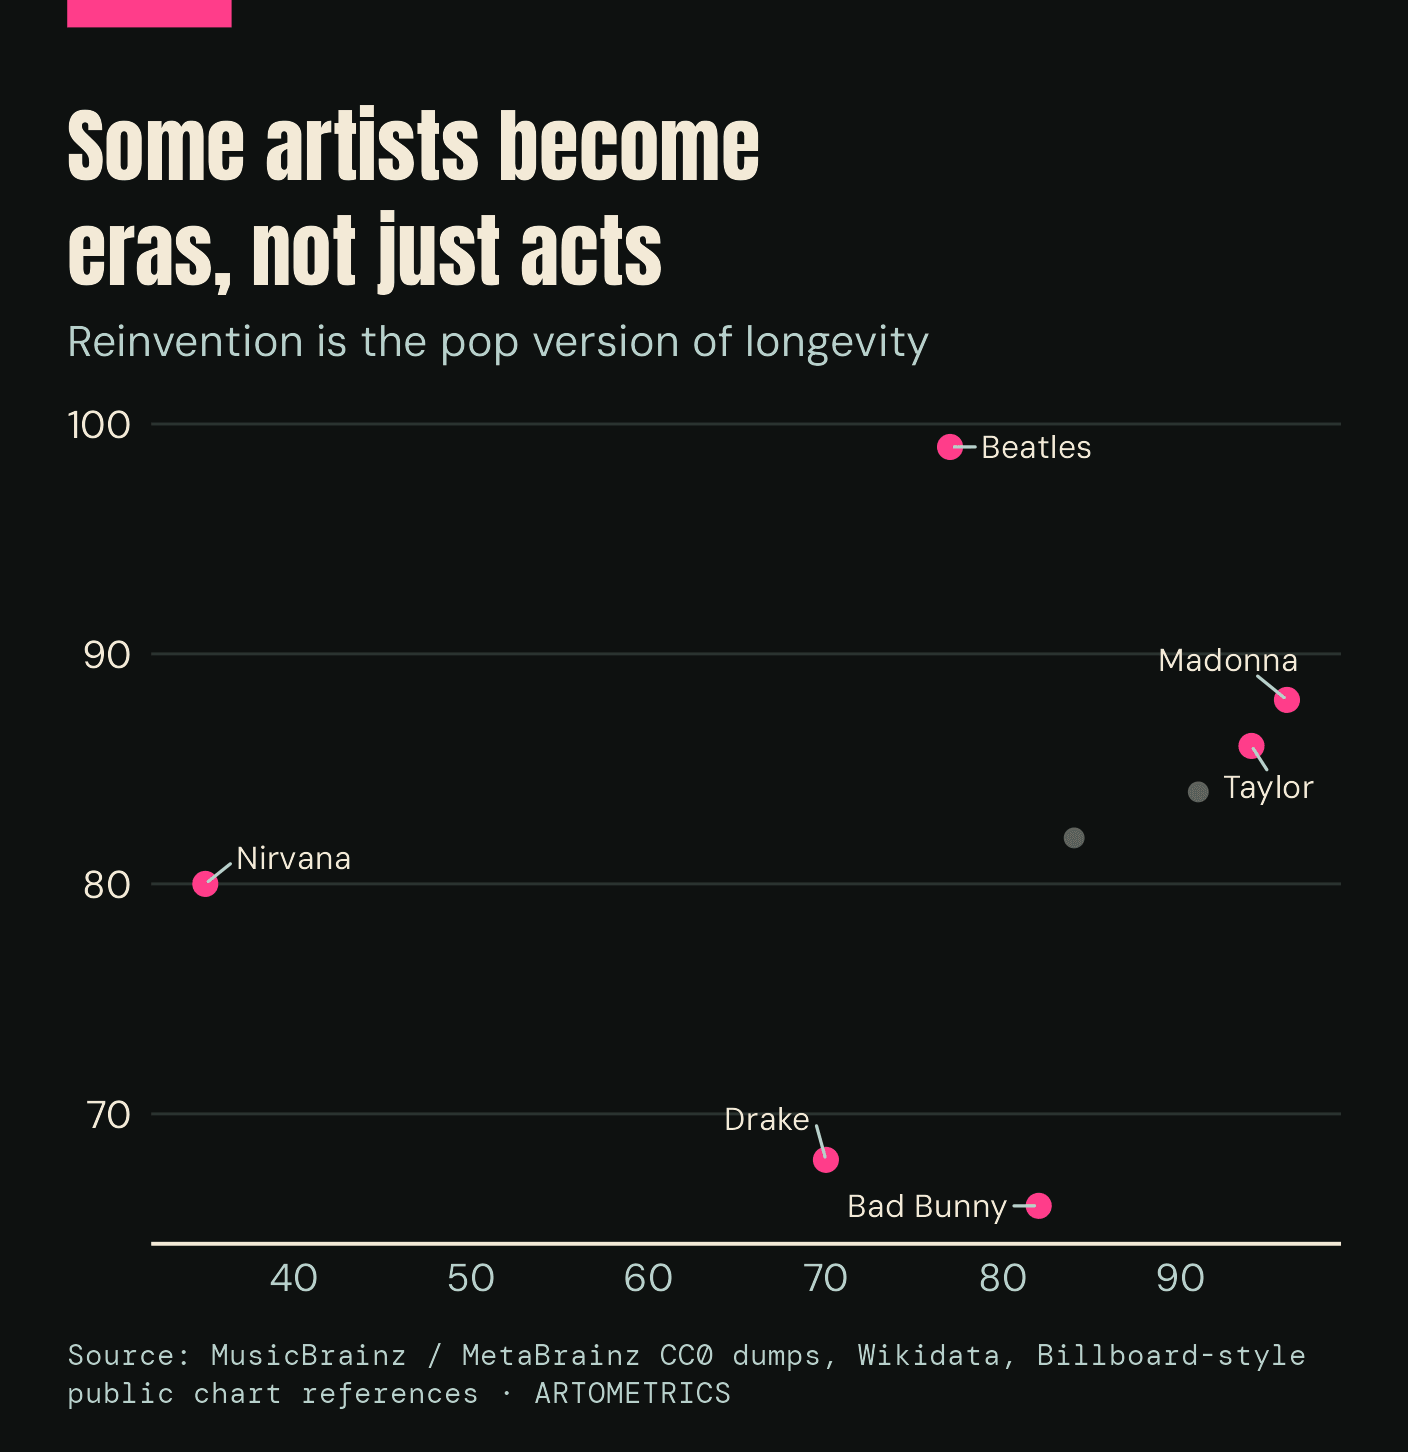 Some artists become
eras, not just acts
Reinvention is the pop version of longevity
100
Beatles
90
Madonna
Taylor
Nirvana
80
70
Drake
Bad Bunny
40 50 60 70 80 90
Source: MusicBrainz / MetaBrainz CC0 dumps, Wikidata, Billboard-style
public chart references · ARTOMETRICS